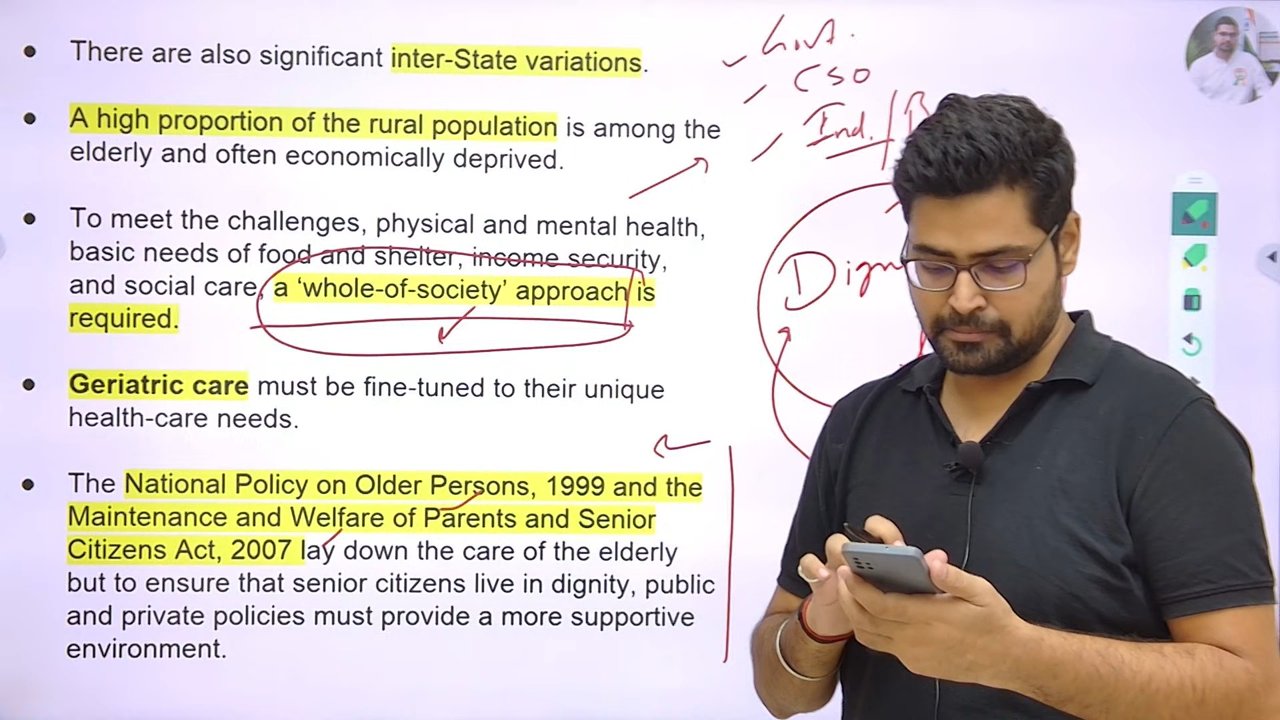 There are also significant inter-State variations.
A high proportion of the rural population is among the
elderly and often economically deprived.
To meet the challenges, physical and mental health,
basic needs of food and shelter, income security,
and social care, a ‘whole-of-society’ approach is
required.
Geriatric care must be fine-tuned to their unique
health-care needs.
The National Policy on Older Persons, 1999 and the
Maintenance and Welfare of Parents and Senior
Citizens Act, 2007 lay down the care of the elderly
but to ensure that senior citizens live in dignity, public
and private policies must provide a more supportive
environment.
Govt.
CSO
Ind. /
Dign